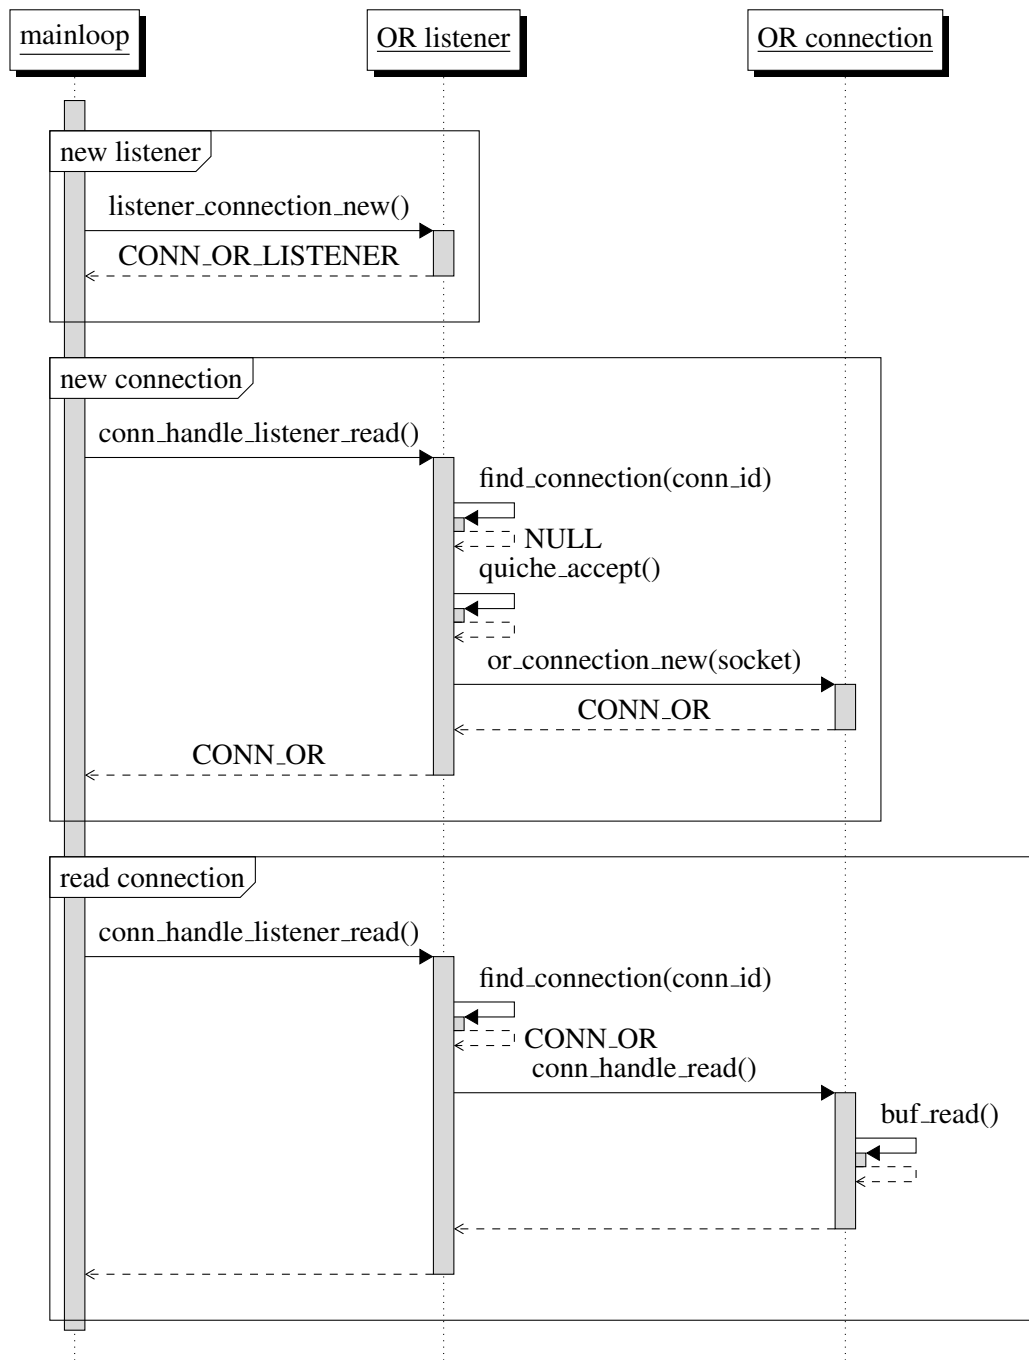 mainloop
OR listener
OR connection
new listener
listener_connection_new()
CONN_OR_LISTENER
new connection
conn_handle_listener_read()
find_connection(conn_id)
NULL
quiche_accept()
or_connection_new(socket)
CONN_OR
CONN_OR
read connection
conn_handle_listener_read()
find_connection(conn_id)
CONN_OR
conn_handle_read()
buf_read()